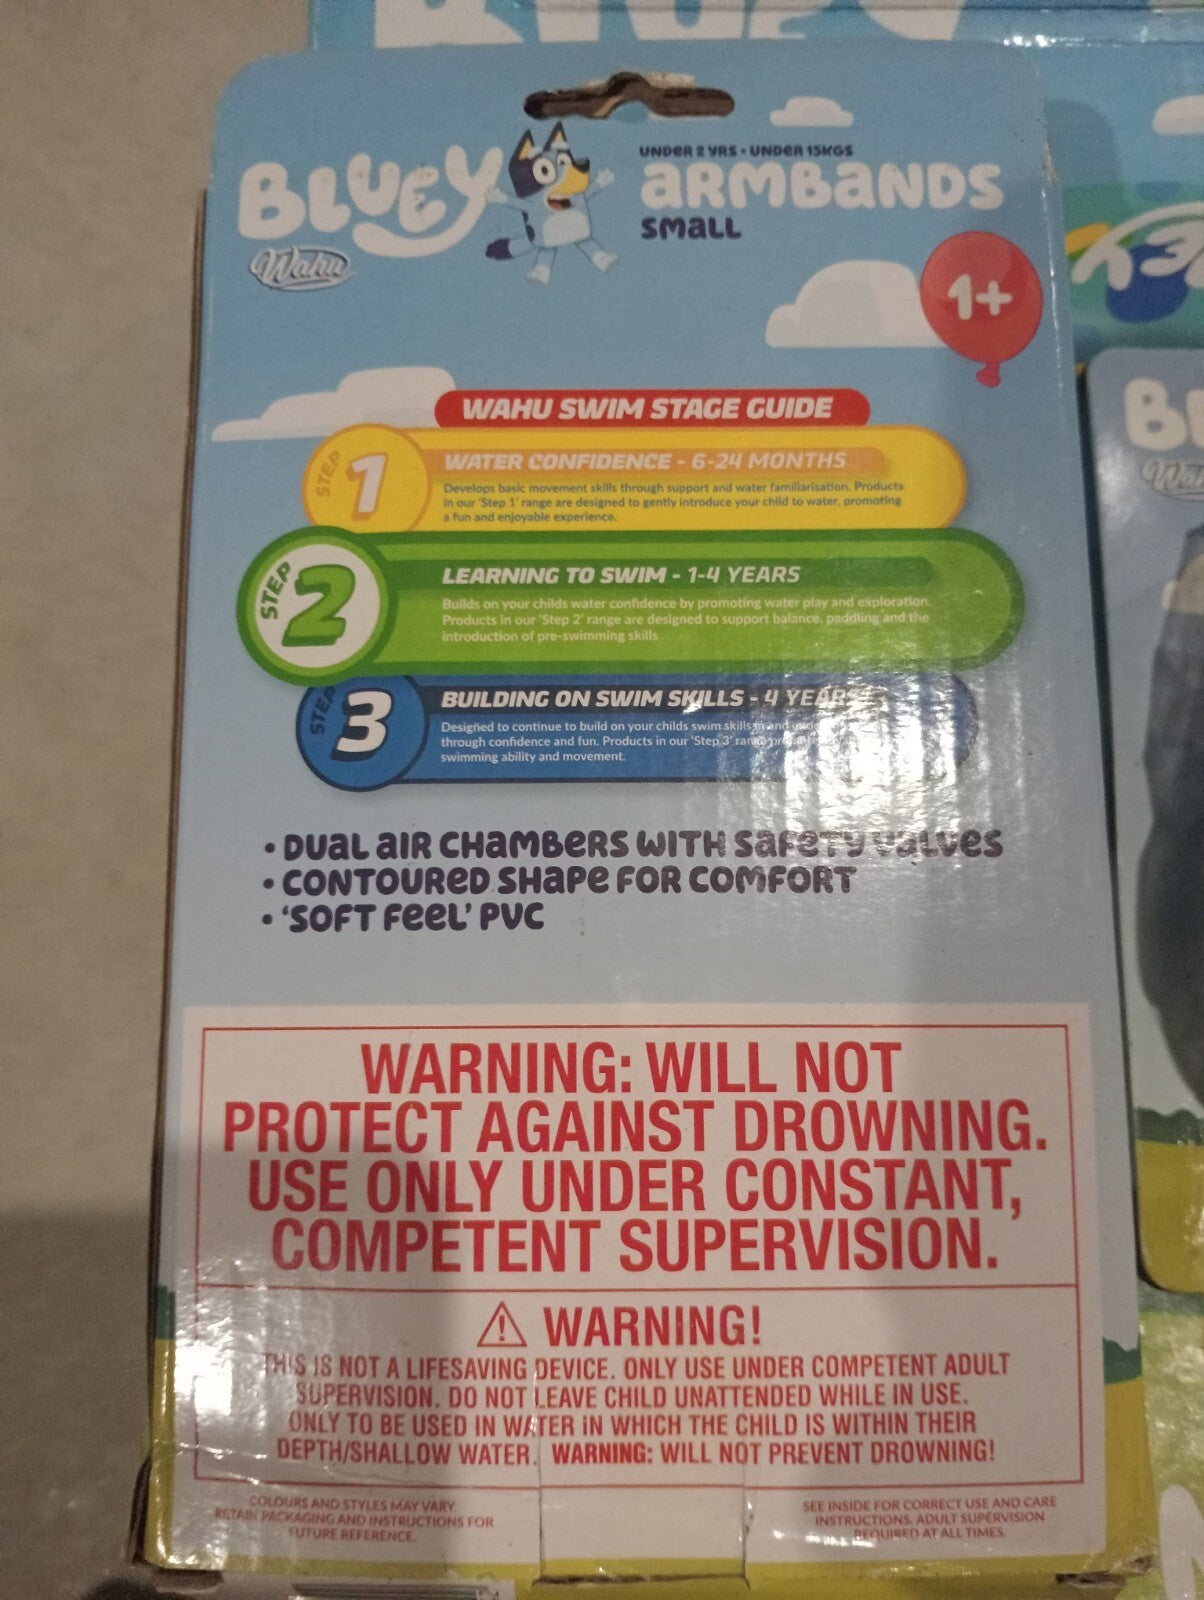 BLUEY
Wahu
UNDER 2 YRS • UNDER 15KGS
ARMBANDS
SMALL
1+
WAHU SWIM STAGE GUIDE
STEP 1
WATER CONFIDENCE - 6-24 MONTHS
Develops basic movement skills through support and water familiarisation. Products
in our 'Step 1' range are designed to gently introduce your child to water, promoting
a fun and enjoyable experience.
STEP 2
LEARNING TO SWIM - 1-4 YEARS
Builds on your childs water confidence by promoting water play and exploration.
Products in our 'Step 2' range are designed to support balance, paddling and the
introduction of pre-swimming skills
STEP 3
BUILDING ON SWIM SKILLS - 4 YEARS
Designed to continue to build on your childs swim skills and
through confidence and fun. Products in our 'Step 3' range
swimming ability and movement.
• DUAL AIR CHAMBERS WITH SAFETY VALVES
• CONTOURED SHAPE FOR COMFORT
• 'SOFT FEEL' PVC
WARNING: WILL NOT
PROTECT AGAINST DROWNING.
USE ONLY UNDER CONSTANT,
COMPETENT SUPERVISION.
⚠ WARNING!
THIS IS NOT A LIFESAVING DEVICE. ONLY USE UNDER COMPETENT ADULT
SUPERVISION. DO NOT LEAVE CHILD UNATTENDED WHILE IN USE.
ONLY TO BE USED IN WATER IN WHICH THE CHILD IS WITHIN THEIR
DEPTH/SHALLOW WATER. WARNING: WILL NOT PREVENT DROWNING!
COLOURS AND STYLES MAY VARY.
RETAIN PACKAGING AND INSTRUCTIONS FOR
FUTURE REFERENCE.
SEE INSIDE FOR CORRECT USE AND CARE
INSTRUCTIONS. ADULT SUPERVISION
REQUIRED AT ALL TIMES.